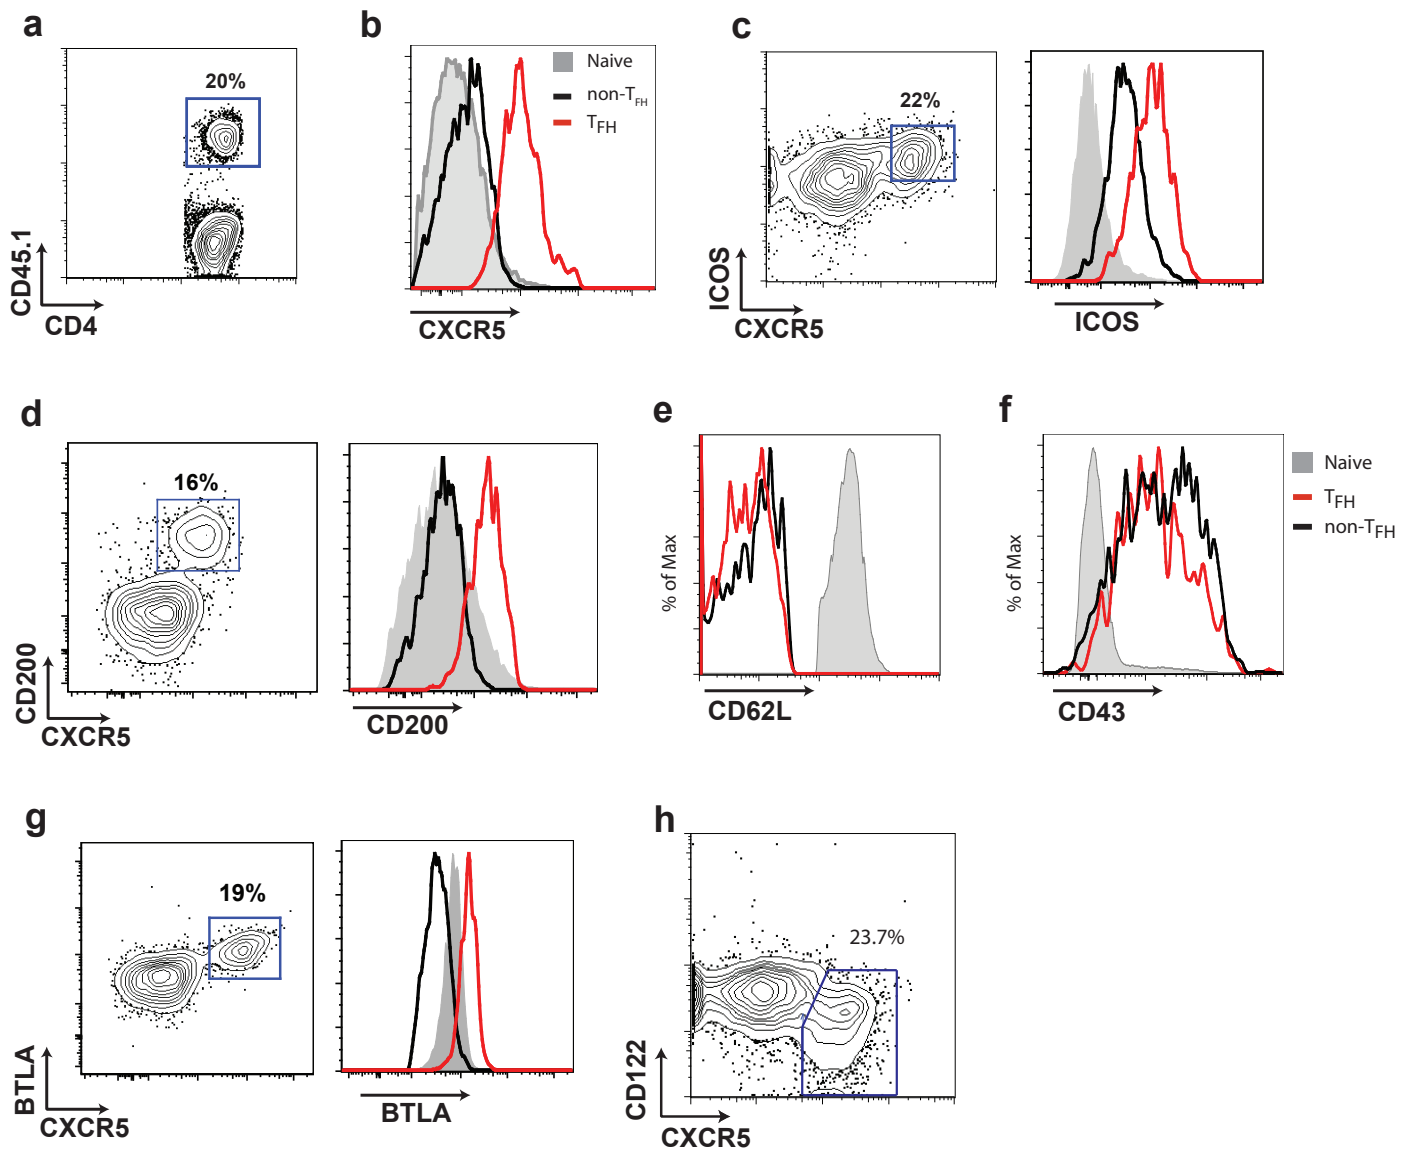 a
20%
CD45.1
CD4
b
Naive
non-TFH
TFH
CXCR5
c
22%
ICOS
CXCR5
ICOS
d
16%
CD200
CXCR5
CD200
e
% of Max
CD62L
f
% of Max
CD43
Naive
TFH
non-TFH
g
19%
BTLA
CXCR5
BTLA
h
23.7%
CD122
CXCR5